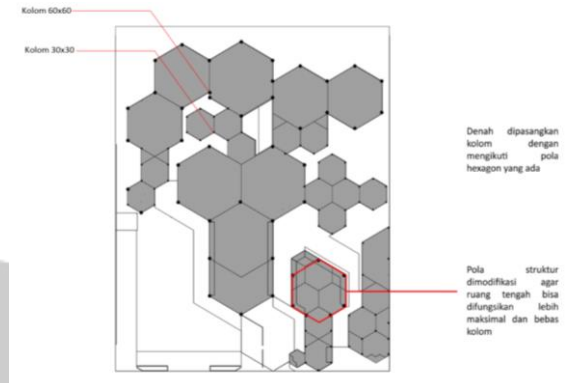 Kolom 60x60
Kolom 30x30
Denah dipasangkan
kolom dengan
mengikuti pola
hexagon yang ada
Pola struktur
dimodifikasi agar
ruang tengah bisa
difungsikan lebih
maksimal dan bebas
kolom